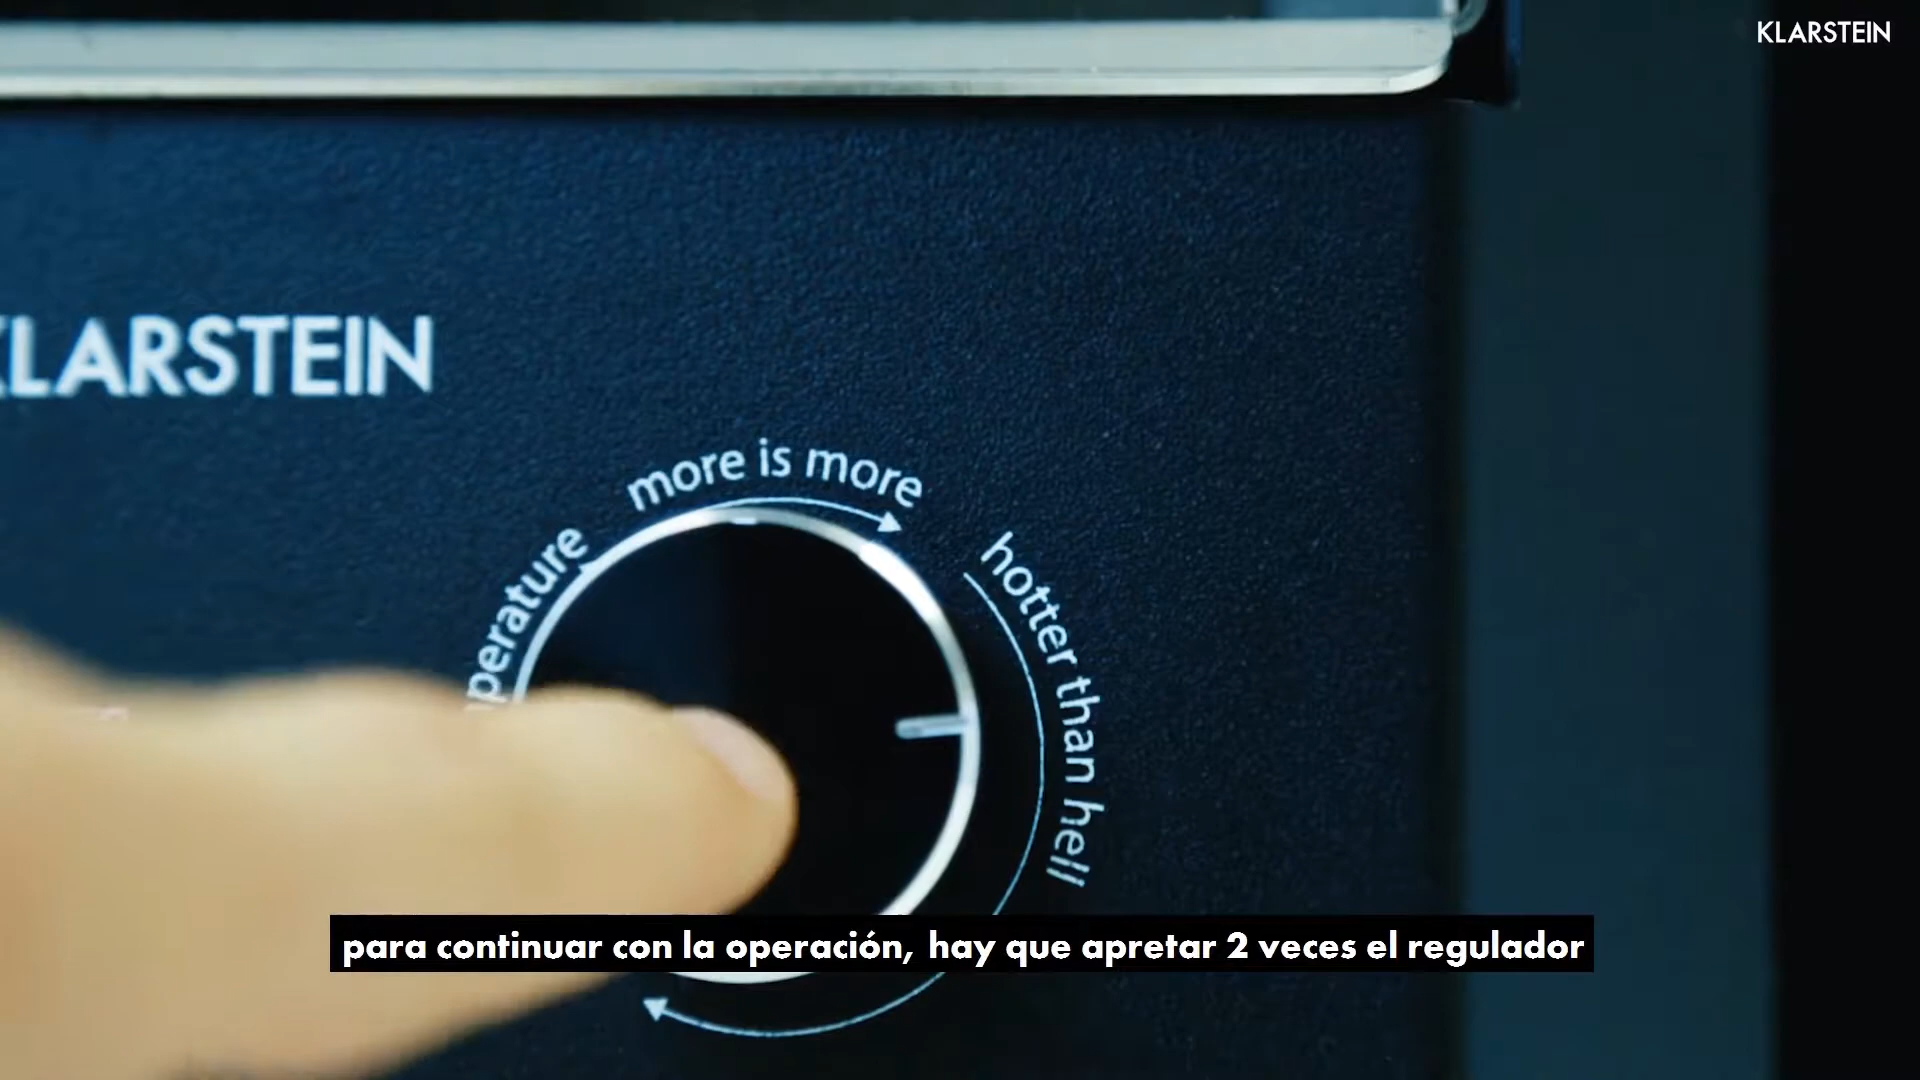 KLARSTEIN
KLARSTEIN
more is more
hotter than hell
para continuar con la operación, hay que apretar 2 veces el regulador